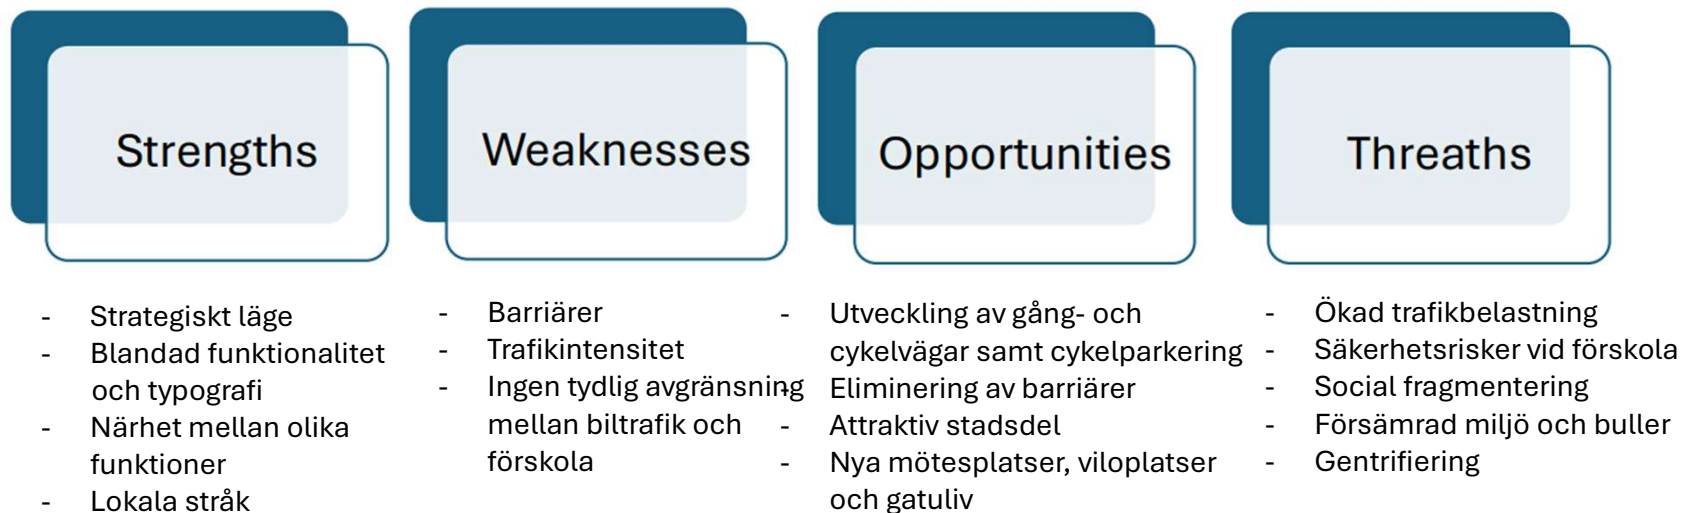 Strengths
Weaknesses
Opportunities
Threaths
- Strategiskt läge
- Blandad funktionalitet
och typografi
- Närhet mellan olika
funktioner
- Lokala stråk
- Barriärer
- Trafikintensitet
- Ingen tydlig avgränsning
mellan biltrafik och
förskola
- Utveckling av gång- och
cykelvägar samt cykelparkering
- Eliminering av barriärer
- Attraktiv stadsdel
- Nya mötesplatser, viloplatser
och gatuliv
- Ökad trafikbelastning
- Säkerhetsrisker vid förskola
- Social fragmentering
- Försämrad miljö och buller
- Gentrifiering